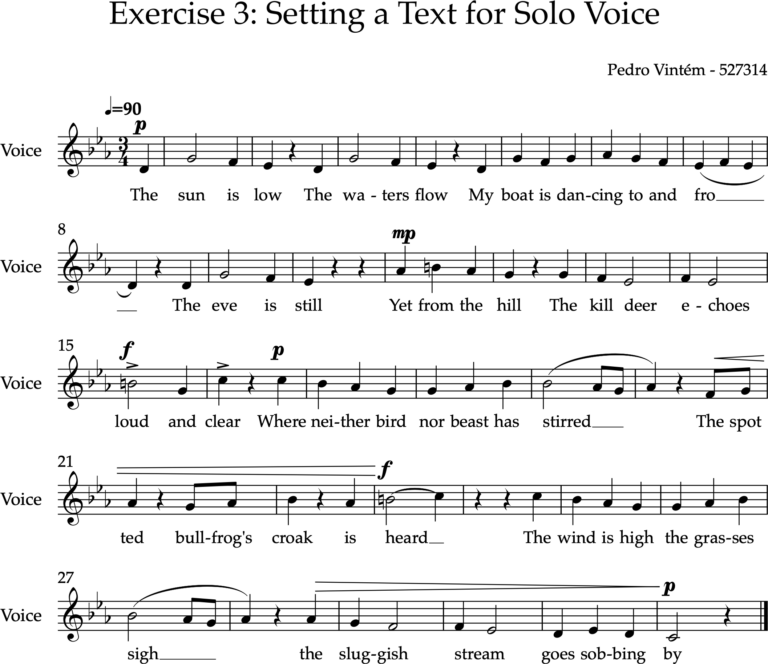 Exercise 3: Setting a Text for Solo Voice
Pedro Vintém - 527314
♩=90
p
Voice
3
4
The sun is low The wa - ters flow My boat is dan-cing to and fro
8
mp
Voice
The eve is still Yet from the hill The kill deer e - choes
15
f p
Voice
loud and clear Where nei-ther bird nor beast has stirred The spot
21
f
Voice
ted bull-frog's croak is heard The wind is high the gras-ses
27
p
Voice
sigh the slug-gish stream goes sob-bing by